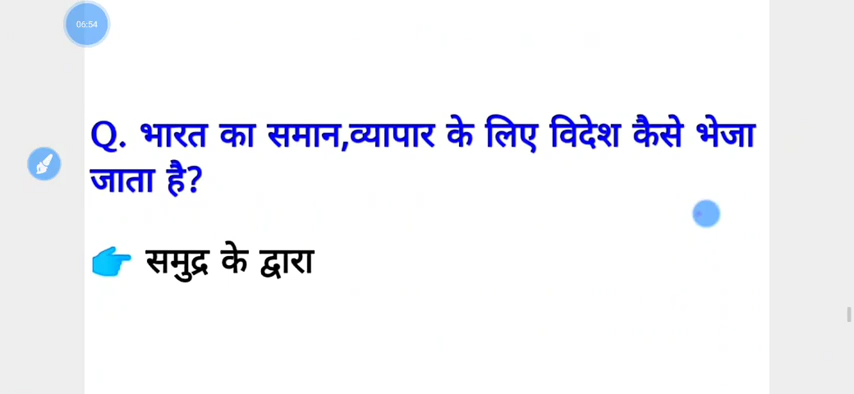 06:54
Q. भारत का समान,व्यापार के लिए विदेश कैसे भेजा
जाता है?
समुद्र के द्वारा